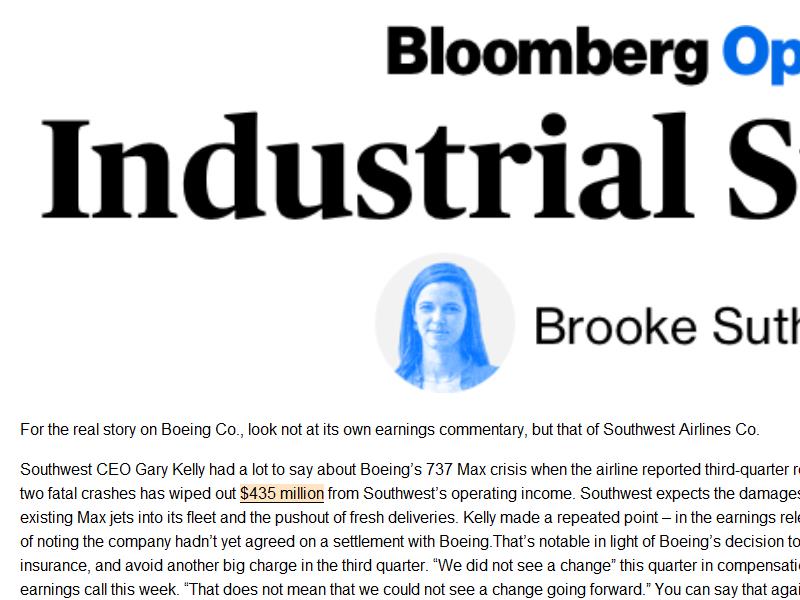 Bloomberg Op
Industrial S
Brooke Suth
For the real story on Boeing Co., look not at its own earnings commentary, but that of Southwest Airlines Co.
Southwest CEO Gary Kelly had a lot to say about Boeing’s 737 Max crisis when the airline reported third-quarter re
two fatal crashes has wiped out $435 million from Southwest’s operating income. Southwest expects the damages
existing Max jets into its fleet and the pushout of fresh deliveries. Kelly made a repeated point – in the earnings rele
of noting the company hadn’t yet agreed on a settlement with Boeing.That’s notable in light of Boeing’s decision to
insurance, and avoid another big charge in the third quarter. “We did not see a change” this quarter in compensati
earnings call this week. “That does not mean that we could not see a change going forward.” You can say that agai